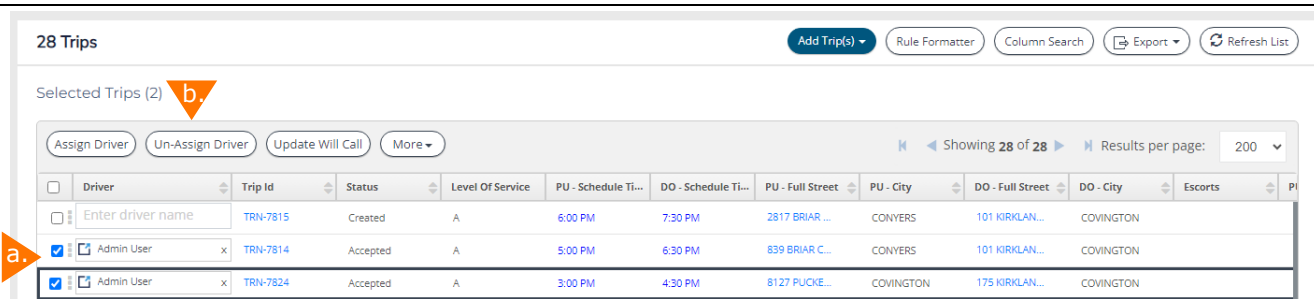 28 Trips
Add Trip(s)
Rule Formatter
Column Search
Export
Refresh List
Selected Trips (2)
b.
Assign Driver
Un-Assign Driver
Update Will Call
More
Showing 28 of 28
Results per page:
200
Driver
Trip Id
Status
Level Of Service
PU - Schedule Ti...
DO - Schedule Ti...
PU - Full Street
PU - City
DO - Full Street
DO - City
Escorts
Enter driver name
TRN-7815
Created
A
6:00 PM
7:30 PM
2817 BRIAR ...
CONYERS
101 KIRKLAN...
COVINGTON
a.
Admin User
x
TRN-7814
Accepted
A
5:00 PM
6:30 PM
839 BRIAR C...
CONYERS
101 KIRKLAN...
COVINGTON
Admin User
x
TRN-7824
Accepted
A
3:00 PM
4:30 PM
8127 PUCKE...
COVINGTON
175 KIRKLAN...
COVINGTON